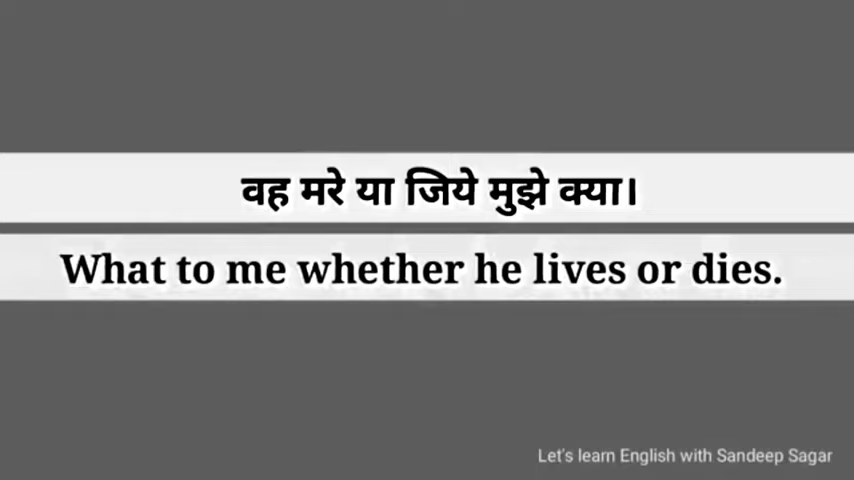 वह मरे या जिये मुझे क्या।
What to me whether he lives or dies.
Let's learn English with Sandeep Sagar